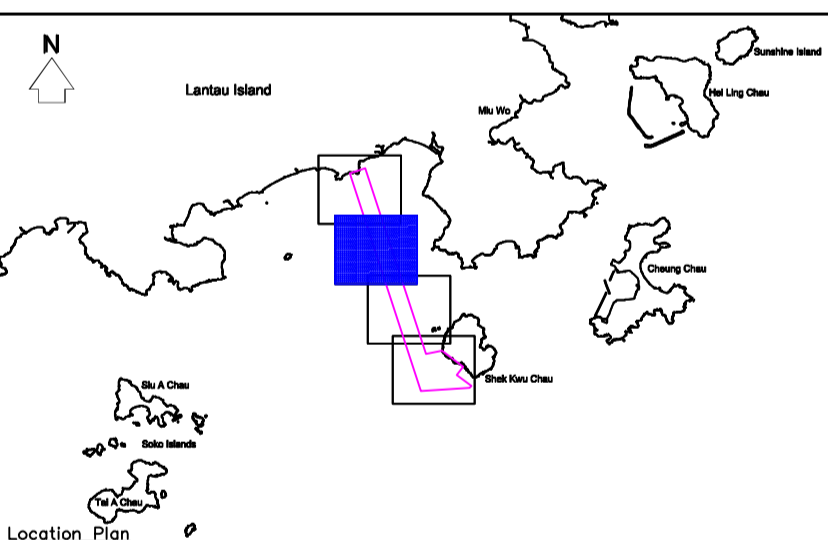 N
Sunshine Island
Lantau Island
Hei Ling Chau
Mui Wo
Cheung Chau
Shek Kwu Chau
Siu A Chau
Soko Islands
Tai A Chau
Location Plan